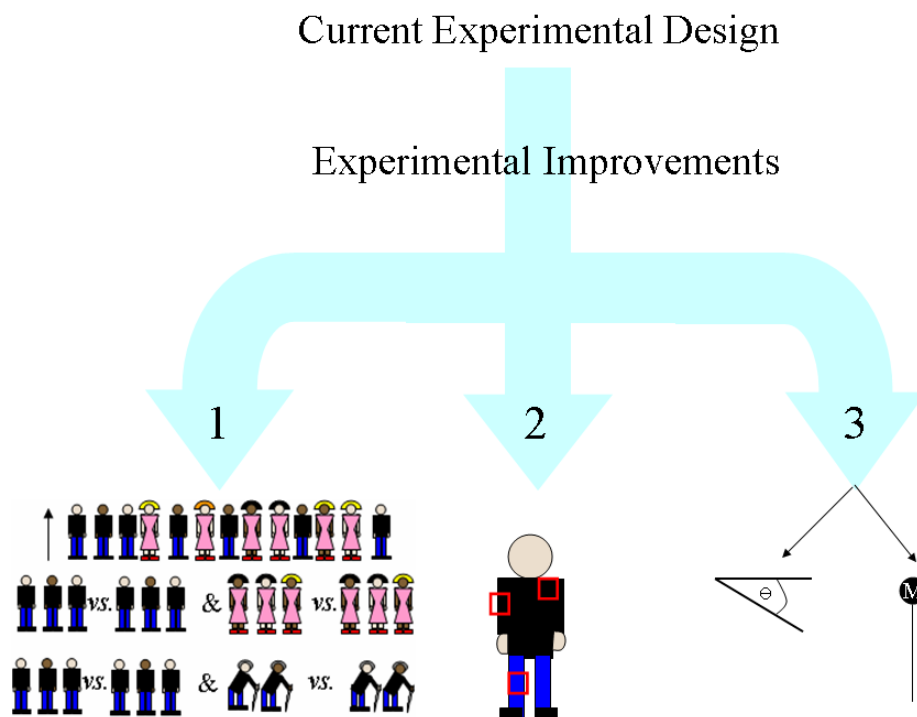 Current Experimental Design
Experimental Improvements
1 2 3
vs. & vs.
Θ
M
vs. & vs.